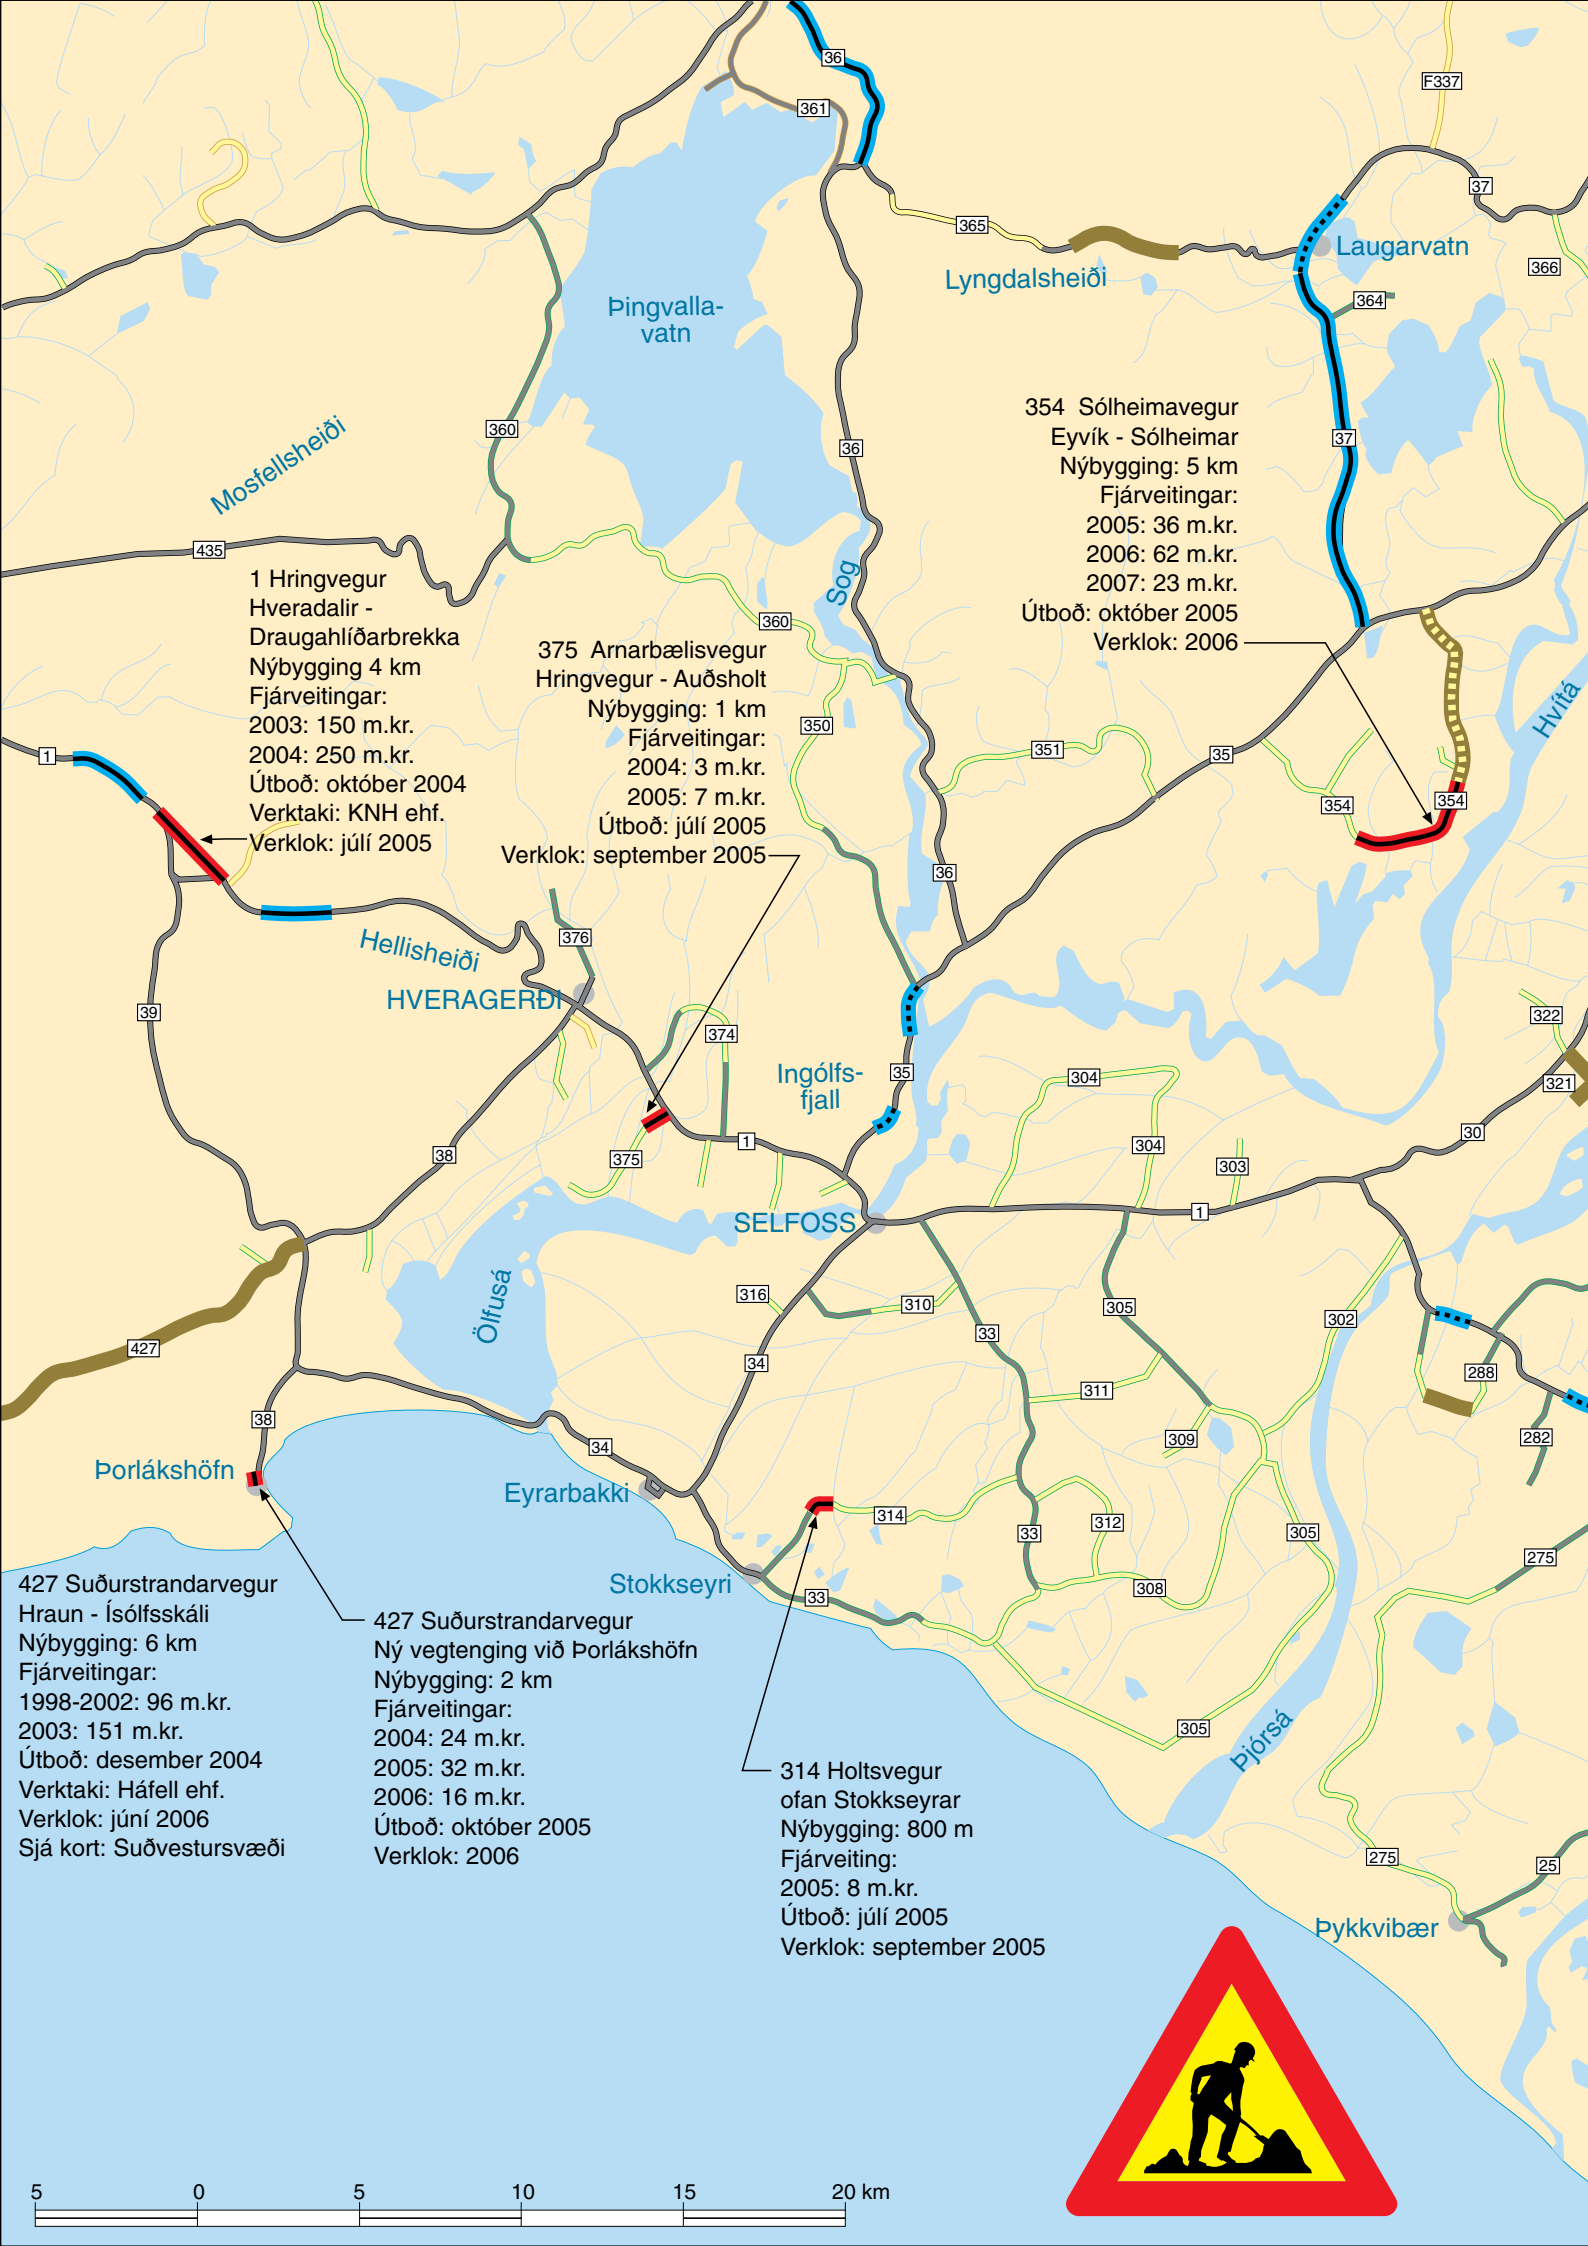 36
F337
361
37
365
Laugarvatn
366
Lyngdalsheiði
364
Þingvalla-
vatn
360
36
37
Mosfellsheiði
435
354 Sólheimavegur
Eyvík - Sólheimar
Nýbygging: 5 km
Fjárveitingar:
2005: 36 m.kr.
2006: 62 m.kr.
2007: 23 m.kr.
Útboð: október 2005
Verklok: 2006
1 Hringvegur
Hveradalir -
Draugahlíðarbrekka
Nýbygging 4 km
Fjárveitingar:
2003: 150 m.kr.
2004: 250 m.kr.
Útboð: október 2004
Verktaki: KNH ehf.
Verklok: júlí 2005
Sog
360
375 Arnarbælisvegur
Hringvegur - Auðsholt
Nýbygging: 1 km
Fjárveitingar:
2004: 3 m.kr.
2005: 7 m.kr.
Útboð: júlí 2005
Verklok: september 2005
Hvítá
350
351
35
1
354
354
36
376
Hellisheiði
HVERAGERÐI
39
374
322
Ingólfs-
fjall
35
304
321
30
38
1
375
304
303
SELFOSS
1
Ölfusá
316
310
305
302
427
33
34
311
288
38
309
282
34
Þorlákshöfn
Eyrarbakki
314
312
33
305
275
Stokkseyri
33
308
427 Suðurstrandarvegur
Hraun - Ísólfsskáli
Nýbygging: 6 km
Fjárveitingar:
1998-2002: 96 m.kr.
2003: 151 m.kr.
Útboð: desember 2004
Verktaki: Háfell ehf.
Verklok: júní 2006
Sjá kort: Suðvestursvæði
427 Suðurstrandarvegur
Ný vegtenging við Þorlákshöfn
Nýbygging: 2 km
Fjárveitingar:
2004: 24 m.kr.
2005: 32 m.kr.
2006: 16 m.kr.
Útboð: október 2005
Verklok: 2006
305
Þjórsá
314 Holtsvegur
ofan Stokkseyrar
Nýbygging: 800 m
Fjárveiting:
2005: 8 m.kr.
Útboð: júlí 2005
Verklok: september 2005
275
25
Þykkvibær
5 0 5 10 15 20 km